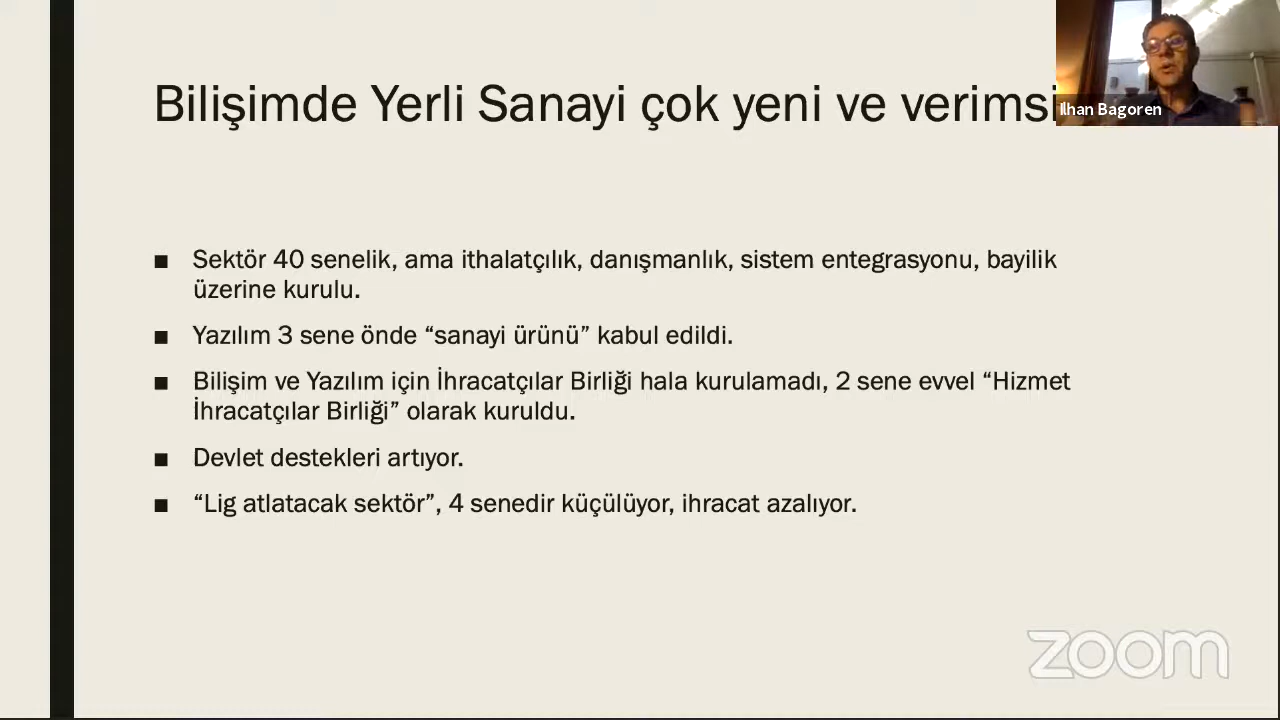 Bilişimde Yerli Sanayi çok yeni ve
Ilhan Bagoren
■ Sektör 40 senelik, ama ithalatçılık, danışmanlık, sistem entegrasyonu, bayilik
üzerine kurulu.
■ Yazılım 3 sene önde “sanayi ürünü” kabul edildi.
■ Bilişim ve Yazılım için İhracatçılar Birliği hala kurulamadı, 2 sene evvel “Hizmet
İhracatçılar Birliği” olarak kuruldu.
■ Devlet destekleri artıyor.
■ “Lig atlatacak sektör”, 4 senedir küçülüyor, ihracat azalıyor.
zoom